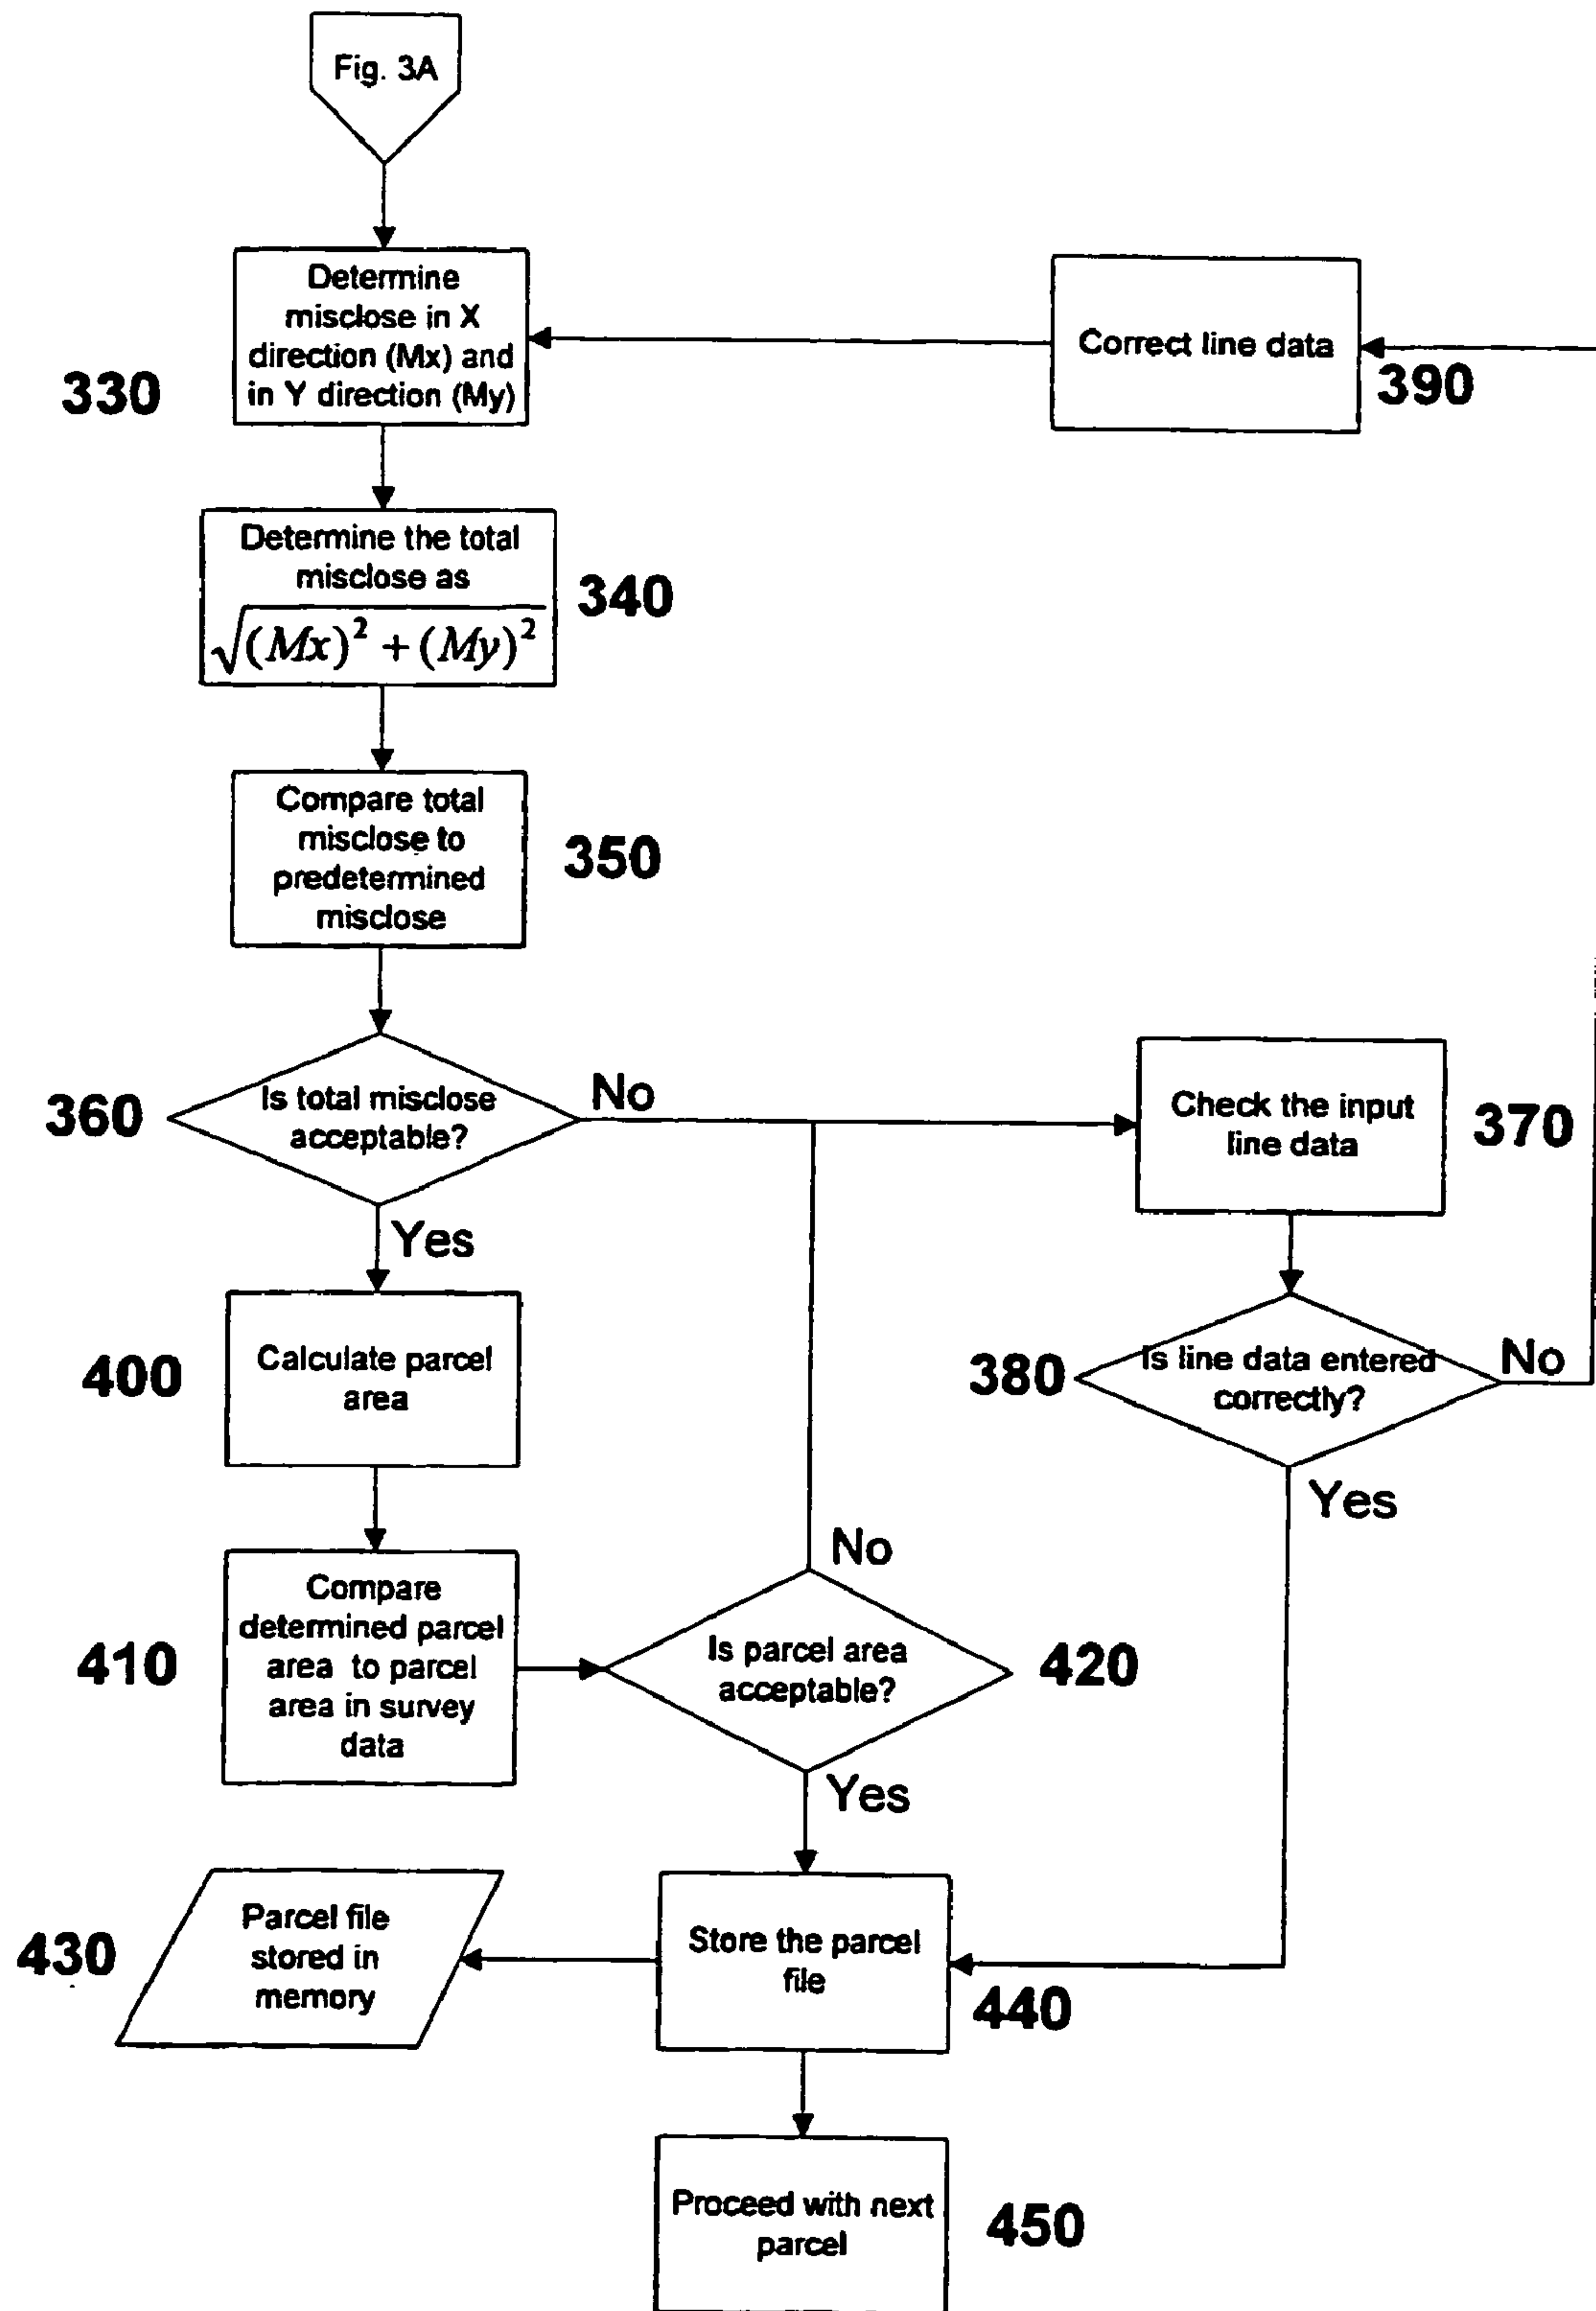 Fig. 3A
Determine
misclose in X
direction (Mx) and
in Y direction (My)
330
Correct line data
390
Determine the total
misclose as
√(Mx)² + (My)²
340
Compare total
misclose to
predetermined
misclose
350
360
Is total misclose
acceptable?
No
Yes
Check the input
line data
370
380
Is line data entered
correctly?
No
Yes
400
Calculate parcel
area
410
Compare
determined parcel
area to parcel
area in survey
data
No
Is parcel area
acceptable?
420
Yes
430
Parcel file
stored in
memory
Store the parcel
file
440
Proceed with next
parcel
450